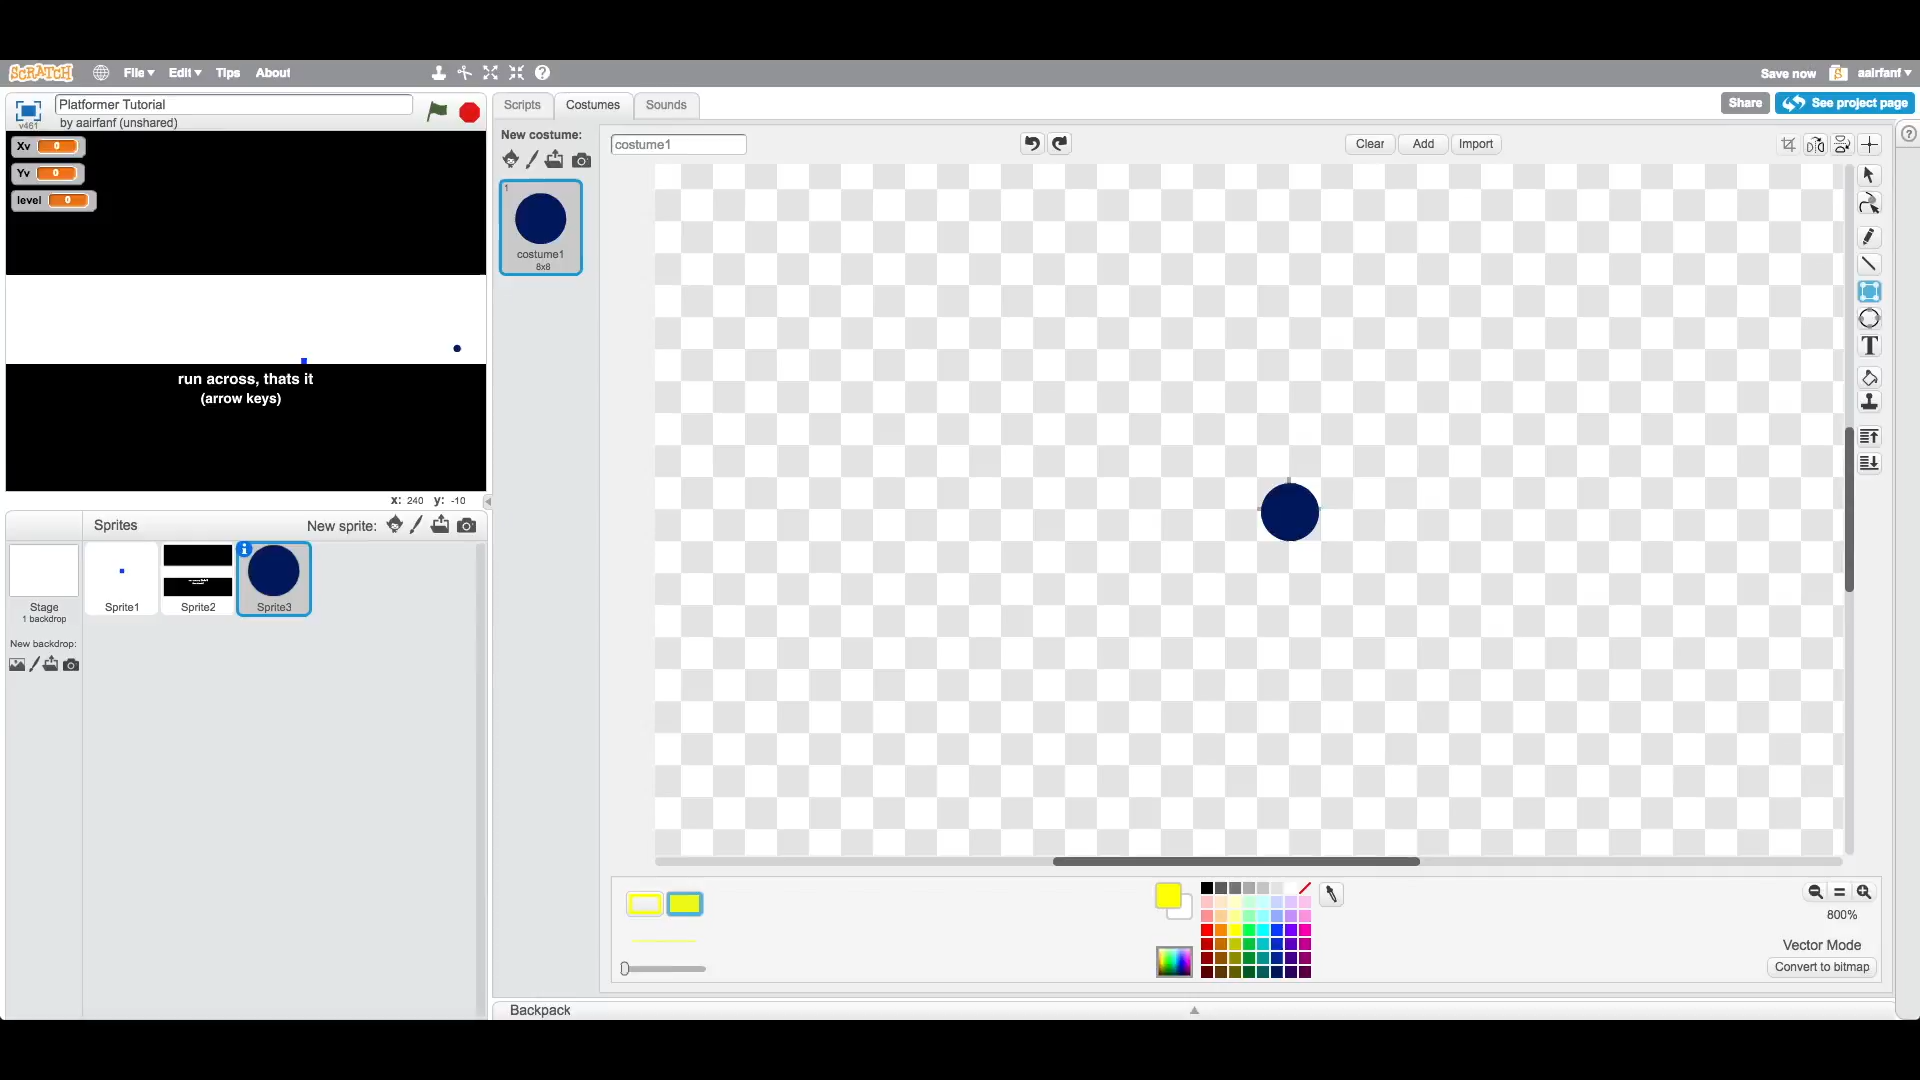 SCRATCH
File
Edit
Tips
About
Save now
aairfanf
v461
Platformer Tutorial
by aairfanf (unshared)
Scripts
Costumes
Sounds
Share
See project page
Xv 0
Yv 0
level 0
New costume:
costume1
Clear
Add
Import
1
costume1
8x8
run across, thats it
(arrow keys)
x: 240 y: -10
Sprites
New sprite:
Stage
1 backdrop
Sprite1
Sprite2
Sprite3
New backdrop:
T
800%
Vector Mode
Convert to bitmap
Backpack